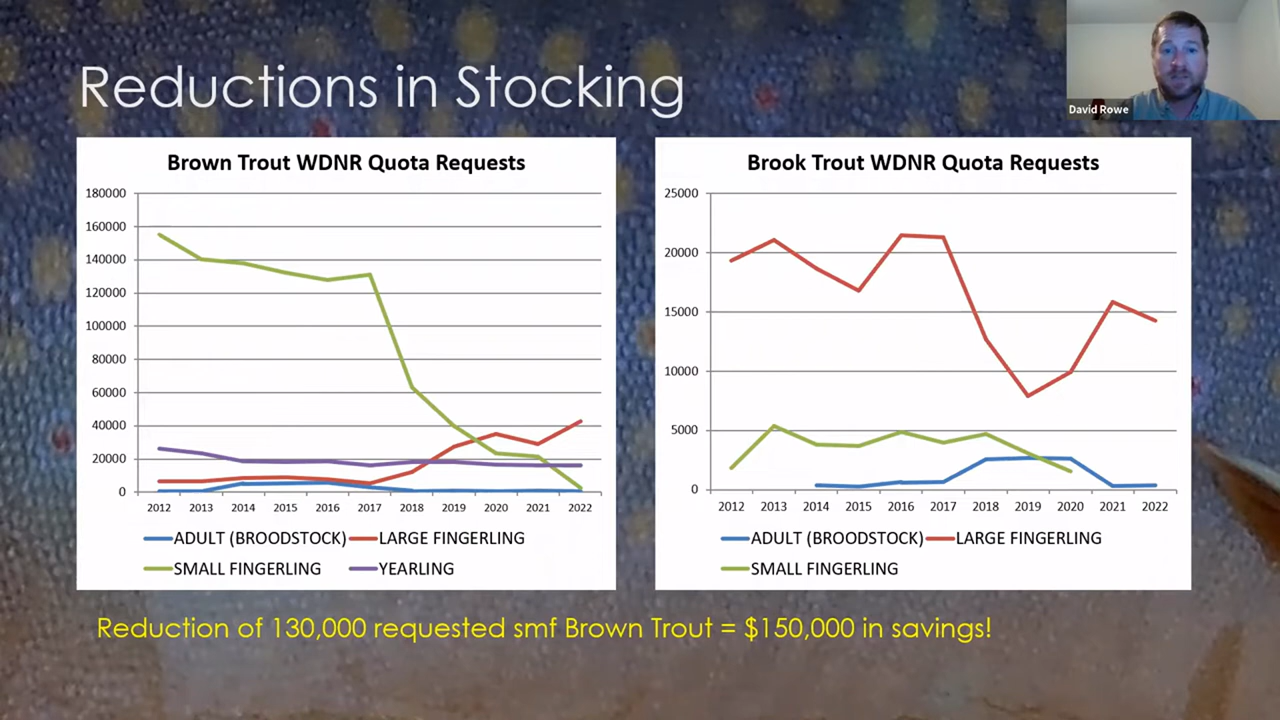 Reductions in Stocking
David Rowe
Brown Trout WDNR Quota Requests
180000
160000
140000
120000
100000
80000
60000
40000
20000
0
2012 2013 2014 2015 2016 2017 2018 2019 2020 2021 2022
ADULT (BROODSTOCK) LARGE FINGERLING
SMALL FINGERLING YEARLING
Brook Trout WDNR Quota Requests
25000
20000
15000
10000
5000
0
2012 2013 2014 2015 2016 2017 2018 2019 2020 2021 2022
ADULT (BROODSTOCK) LARGE FINGERLING
SMALL FINGERLING
Reduction of 130,000 requested smf Brown Trout = $150,000 in savings!